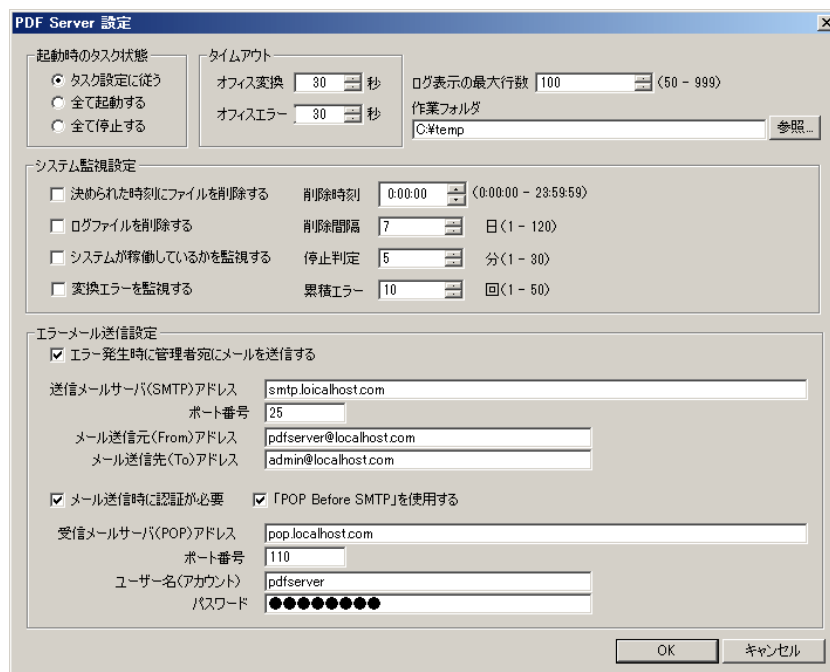 PDF Server 設定
起動時のタスク状態
タスク設定に従う
全て起動する
全て停止する
タイムアウト
オフィス変換 30 秒
オフィスエラー 30 秒
ログ表示の最大行数 100 (50 - 999)
作業フォルダ
C:¥temp 参照...
システム監視設定
決められた時刻にファイルを削除する 削除時刻 0:00:00 (0:00:00 - 23:59:59)
ログファイルを削除する 削除間隔 7 日(1 - 120)
システムが稼働しているかを監視する 停止判定 5 分(1 - 30)
変換エラーを監視する 累積エラー 10 回(1 - 50)
エラーメール送信設定
エラー発生時に管理者宛にメールを送信する
送信メールサーバ(SMTP)アドレス smtp.loicalhost.com
ポート番号 25
メール送信元(From)アドレス pdfserver@localhost.com
メール送信先(To)アドレス admin@localhost.com
メール送信時に認証が必要 「POP Before SMTP」を使用する
受信メールサーバ(POP)アドレス pop.localhost.com
ポート番号 110
ユーザー名(アカウント) pdfserver
パスワード ●●●●●●●●
OK キャンセル